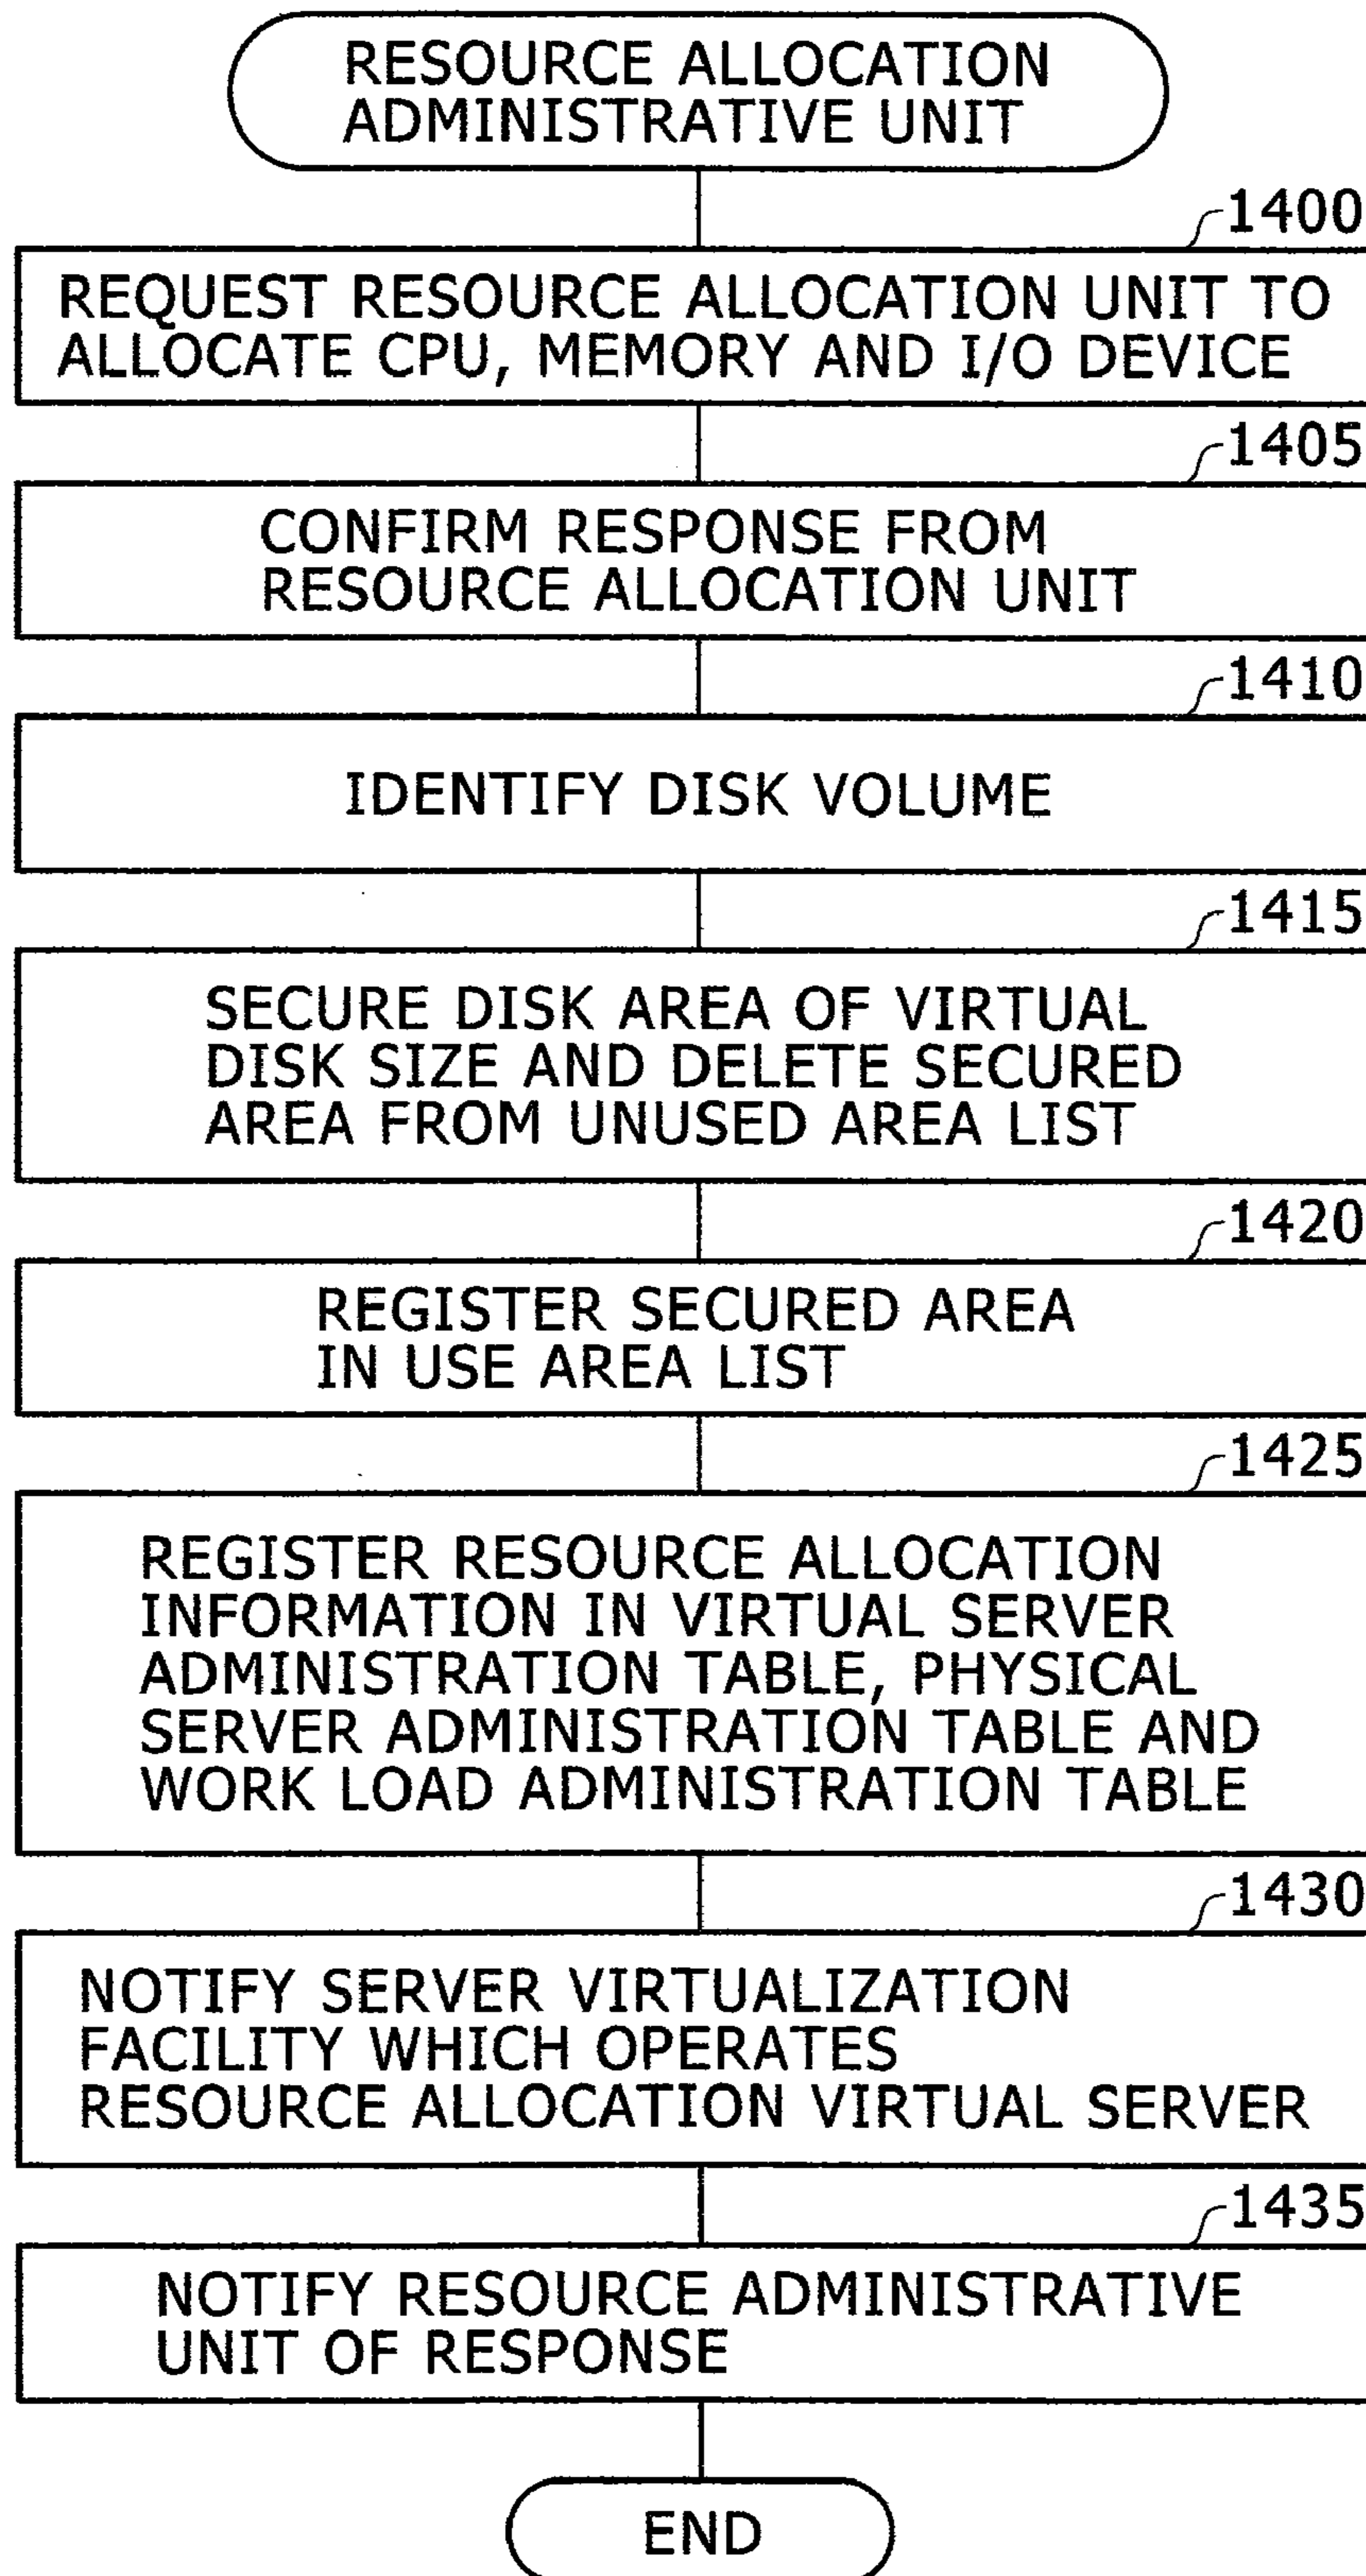 RESOURCE ALLOCATION
ADMINISTRATIVE UNIT
1400
REQUEST RESOURCE ALLOCATION UNIT TO
ALLOCATE CPU, MEMORY AND I/O DEVICE
1405
CONFIRM RESPONSE FROM
RESOURCE ALLOCATION UNIT
1410
IDENTIFY DISK VOLUME
1415
SECURE DISK AREA OF VIRTUAL
DISK SIZE AND DELETE SECURED
AREA FROM UNUSED AREA LIST
1420
REGISTER SECURED AREA
IN USE AREA LIST
1425
REGISTER RESOURCE ALLOCATION
INFORMATION IN VIRTUAL SERVER
ADMINISTRATION TABLE, PHYSICAL
SERVER ADMINISTRATION TABLE AND
WORK LOAD ADMINISTRATION TABLE
1430
NOTIFY SERVER VIRTUALIZATION
FACILITY WHICH OPERATES
RESOURCE ALLOCATION VIRTUAL SERVER
1435
NOTIFY RESOURCE ADMINISTRATIVE
UNIT OF RESPONSE
END